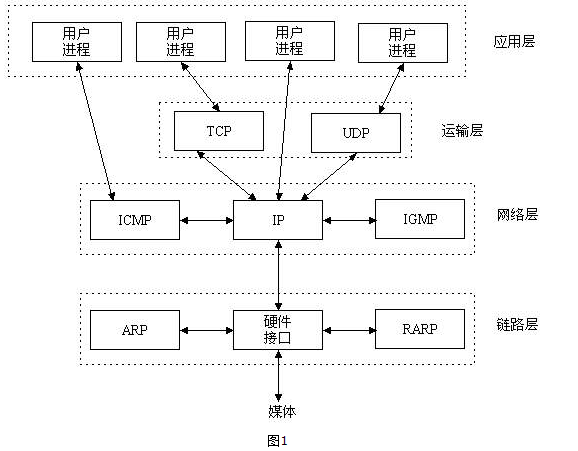 用户
进程
用户
进程
用户
进程
用户
进程
应用层
TCP
UDP
运输层
ICMP
IP
IGMP
网络层
ARP
硬件
接口
RARP
链路层
媒体
图1